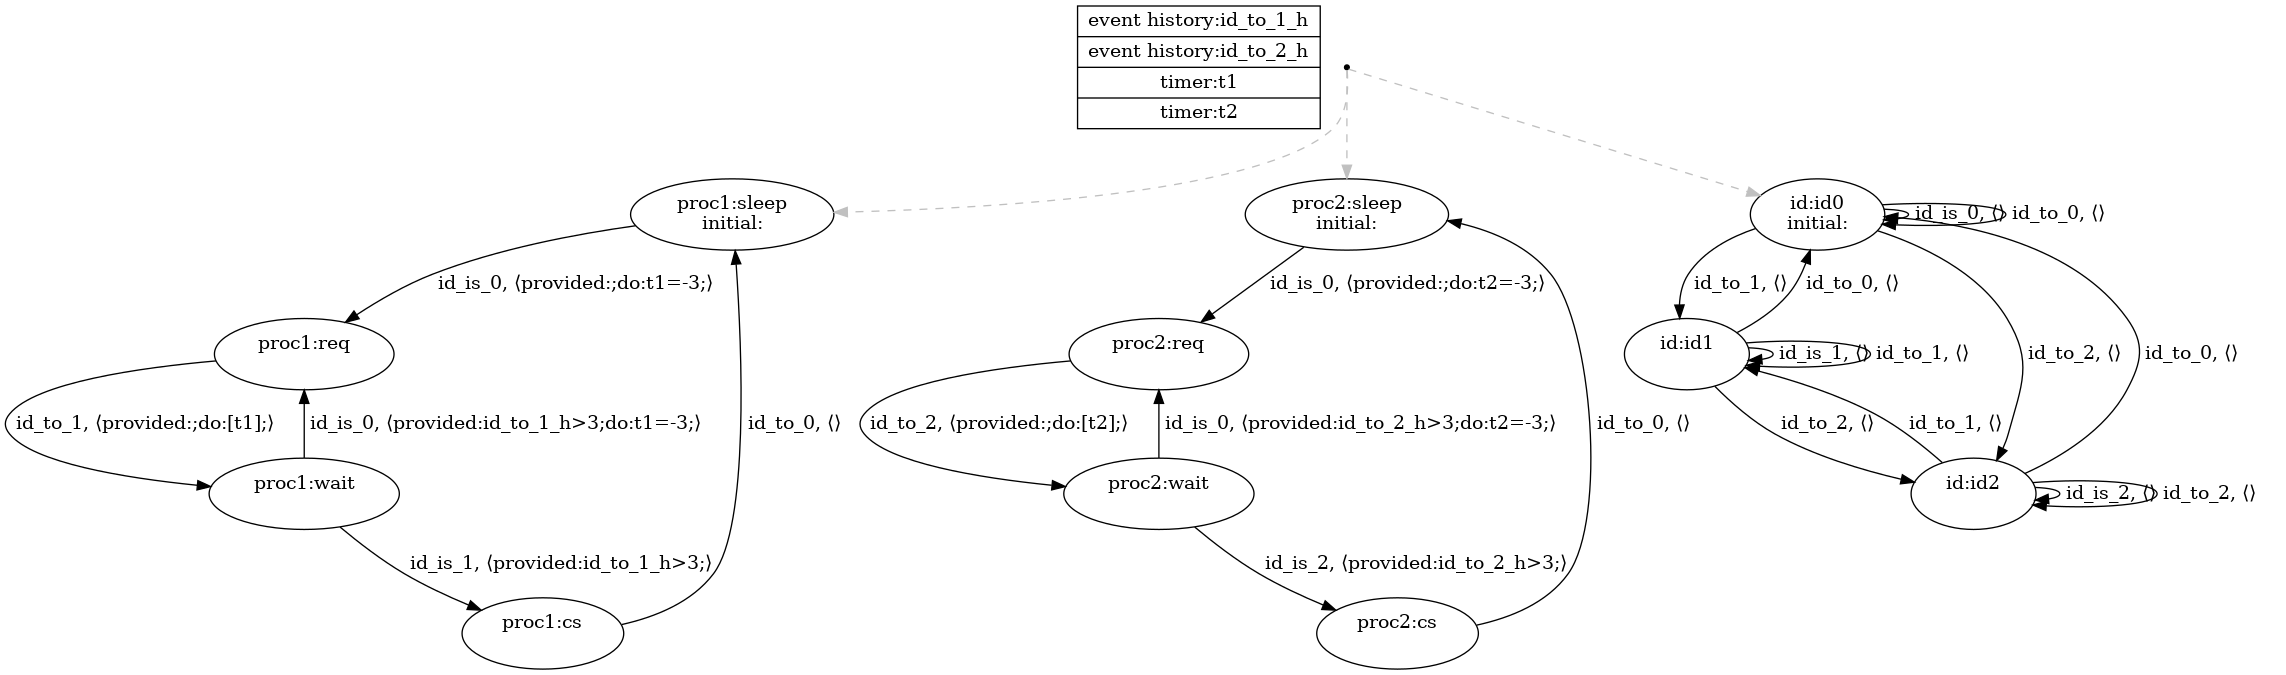 event history:id_to_1_h
event history:id_to_2_h
timer:t1
timer:t2
proc1:sleep
initial:
proc2:sleep
initial:
id:id0
initial:
id_is_0, ⟨⟩
id_to_0, ⟨⟩
id_is_0, ⟨provided:;do:t1=-3;⟩
id_is_0, ⟨provided:;do:t2=-3;⟩
id_to_1, ⟨⟩
id_to_0, ⟨⟩
proc1:req
proc2:req
id:id1
id_is_1, ⟨⟩
id_to_1, ⟨⟩
id_to_2, ⟨⟩
id_to_0, ⟨⟩
id_to_1, ⟨provided:;do:[t1];⟩
id_is_0, ⟨provided:id_to_1_h>3;do:t1=-3;⟩
id_to_0, ⟨⟩
id_to_2, ⟨provided:;do:[t2];⟩
id_is_0, ⟨provided:id_to_2_h>3;do:t2=-3;⟩
id_to_0, ⟨⟩
id_to_2, ⟨⟩
id_to_1, ⟨⟩
proc1:wait
proc2:wait
id:id2
id_is_2, ⟨⟩
id_to_2, ⟨⟩
id_is_1, ⟨provided:id_to_1_h>3;⟩
id_is_2, ⟨provided:id_to_2_h>3;⟩
proc1:cs
proc2:cs